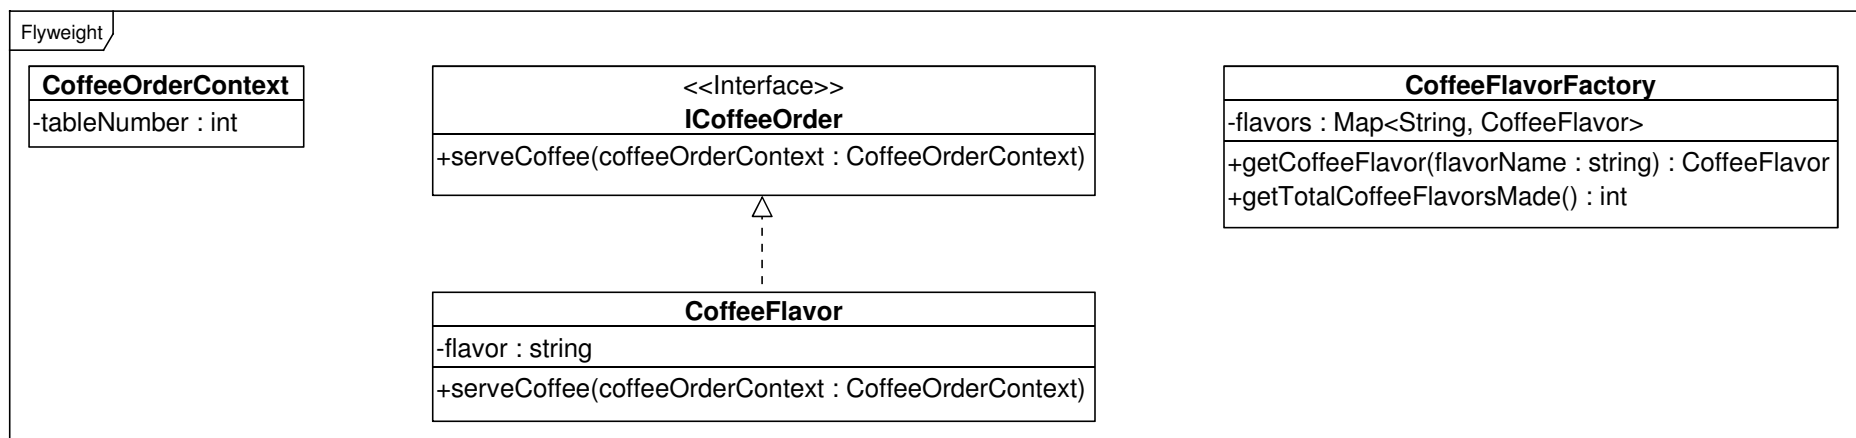 Flyweight
CoffeeOrderContext
-tableNumber : int
<<Interface>>
ICoffeeOrder
+serveCoffee(coffeeOrderContext : CoffeeOrderContext)
CoffeeFlavor
-flavor : string
+serveCoffee(coffeeOrderContext : CoffeeOrderContext)
CoffeeFlavorFactory
-flavors : Map<String, CoffeeFlavor>
+getCoffeeFlavor(flavorName : string) : CoffeeFlavor
+getTotalCoffeeFlavorsMade() : int